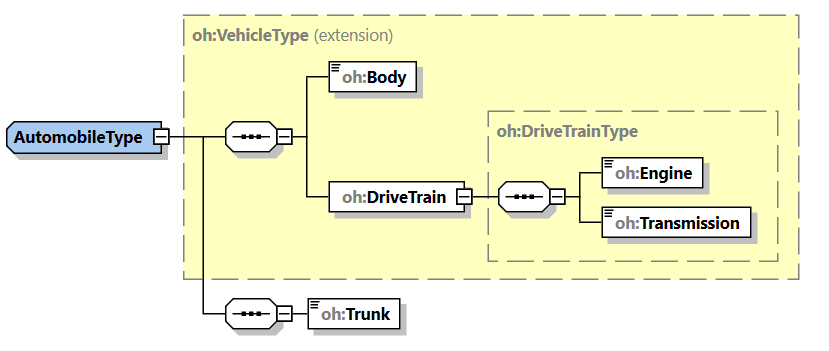 oh:VehicleType (extension)
oh:Body
AutomobileType
oh:DriveTrainType
oh:Engine
oh:DriveTrain
oh:Transmission
oh:Trunk